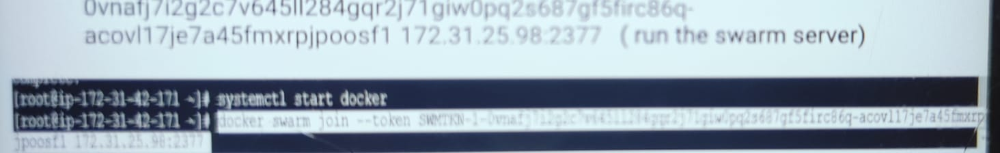 0vnafj7i2g2c7v645ll284gqr2j71giw0pq2s687gf5firc86q-
acovl17je7a45fmxrpjpoosf1 172.31.25.98:2377 ( run the swarm server)
complete.
[root@ip-172-31-42-171 ~]# systemctl start docker
[root@ip-172-31-42-171 ~]# docker swarm join --token SWMTKN-1-0vnafj7i2g2c7v645ll284gqr2j71giw0pq2s687gf5firc86q-acovl17je7a45fmxrp
jpoosf1 172.31.25.98:2377